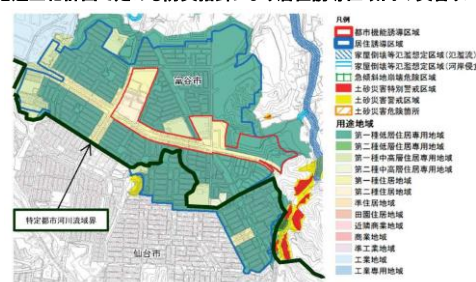 凡例
都市機能誘導区域
居住誘導区域
家屋倒壊等氾濫想定区域（氾濫流）
家屋倒壊等氾濫想定区域（河岸侵食）
急傾斜地崩壊危険区域
土砂災害特別警戒区域
土砂災害警戒区域
土砂災害危険箇所
用途地域
第一種低層住居専用地域
第二種低層住居専用地域
第一種中高層住居専用地域
第二種中高層住居専用地域
第一種住居地域
第二種住居地域
準住居地域
田園住居地域
近隣商業地域
商業地域
準工業地域
工業地域
工業専用地域
富谷市
特定都市河川流域界
仙台市